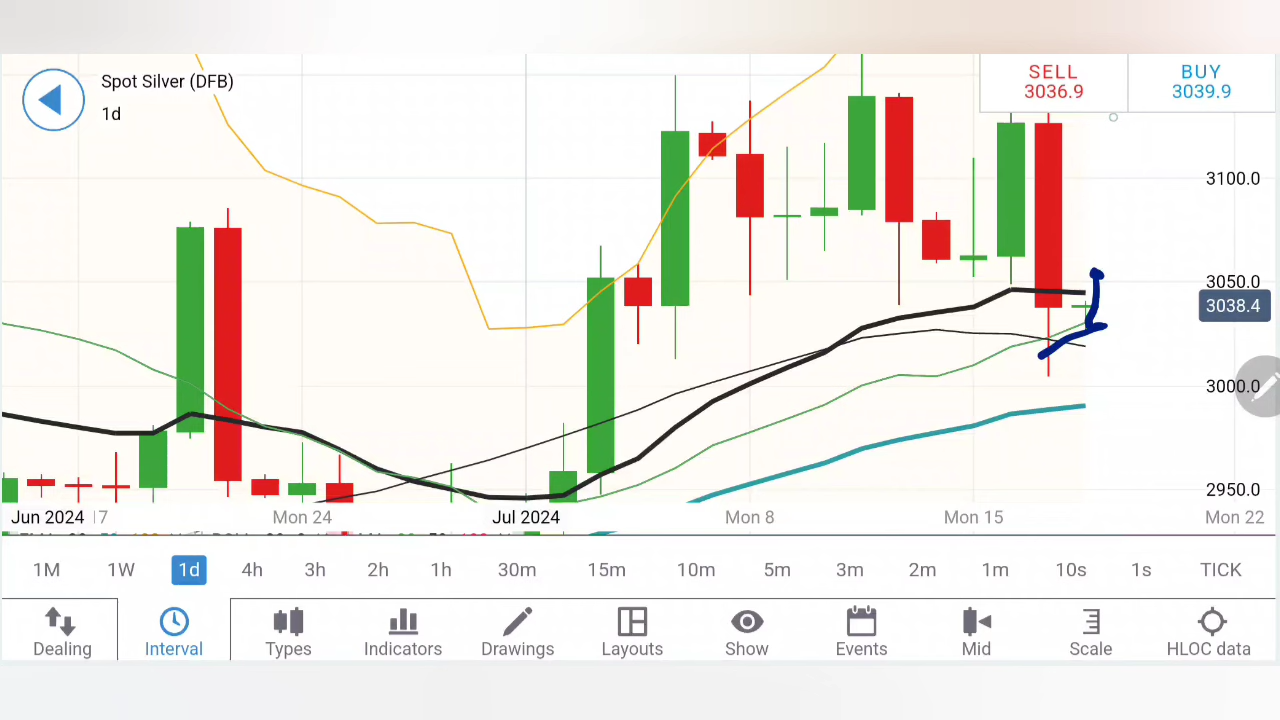 Spot Silver (DFB)
1d
SELL
3036.9
BUY
3039.9
3100.0
3050.0
3038.4
3000.0
2950.0
Jun 2024 17 Mon 24 Jul 2024 Mon 8 Mon 15 Mon 22
1M 1W 1d 4h 3h 2h 1h 30m 15m 10m 5m 3m 2m 1m 10s 1s TICK
Dealing Interval Types Indicators Drawings Layouts Show Events Mid Scale HLOC data